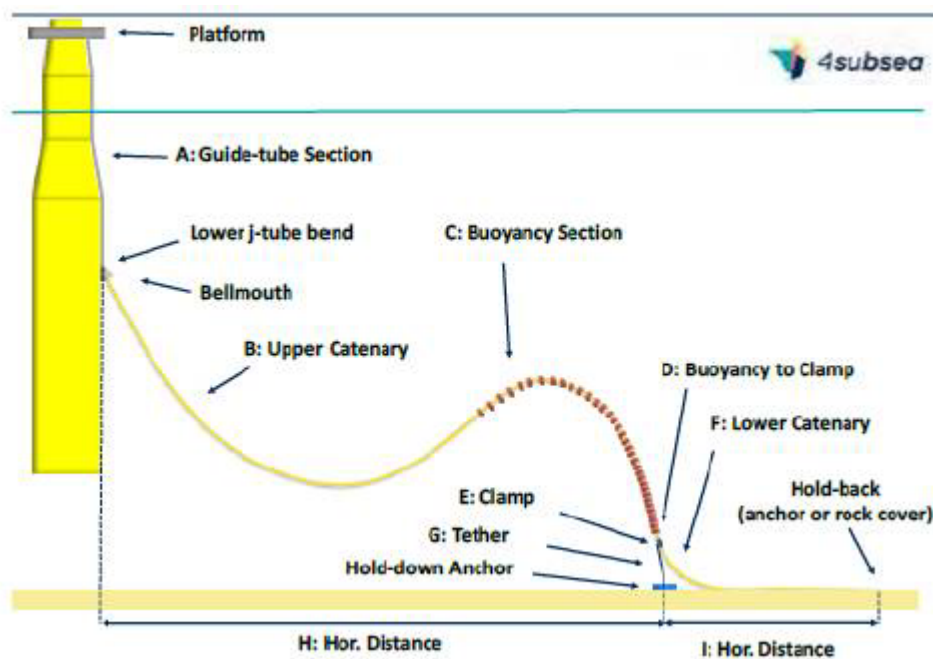 Platform
4subsea
A: Guide-tube Section
Lower j-tube bend
C: Buoyancy Section
Bellmouth
B: Upper Catenary
D: Buoyancy to Clamp
F: Lower Catenary
E: Clamp
Hold-back
(anchor or rock cover)
G: Tether
Hold-down Anchor
H: Hor. Distance
I: Hor. Distance